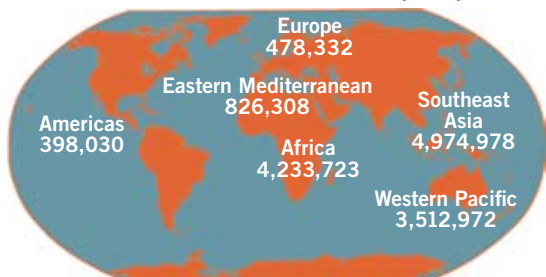 Europe
478,332
Eastern Mediterranean
826,308
Americas
398,030
Southeast
Asia
4,974,978
Africa
4,233,723
Western Pacific
3,512,972